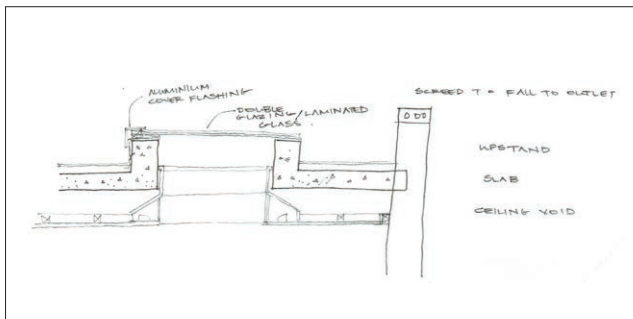 ALUMINIUM
COVER FLASHING
DOUBLE
GLAZING/LAMINATED
GLASS.
SCREED TO FALL TO OUTLET
UPSTAND
SLAB
CEILING VOID